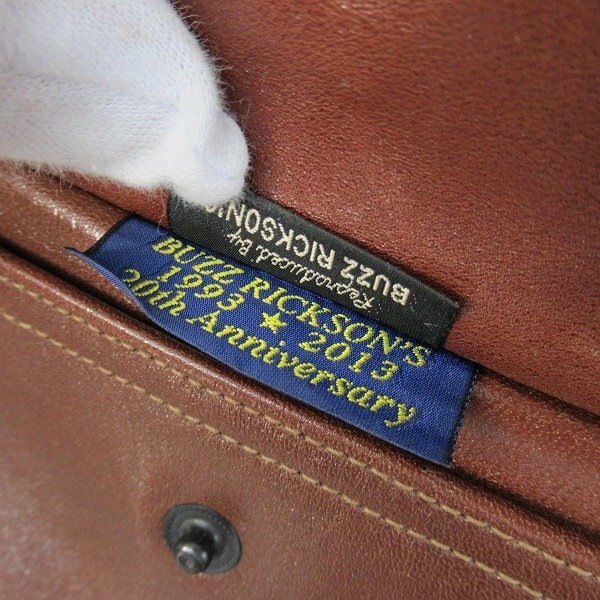 BUZZ RICKSON'S
Reproduced By
BUZZ RICKSON'S
1993 ★ 2013
20th Anniversary